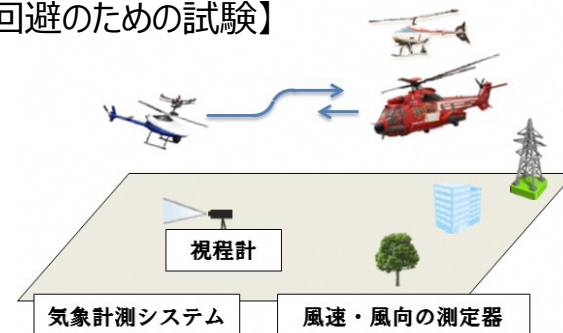 回避のための試験】
視程計
気象計測システム
風速・風向の測定器